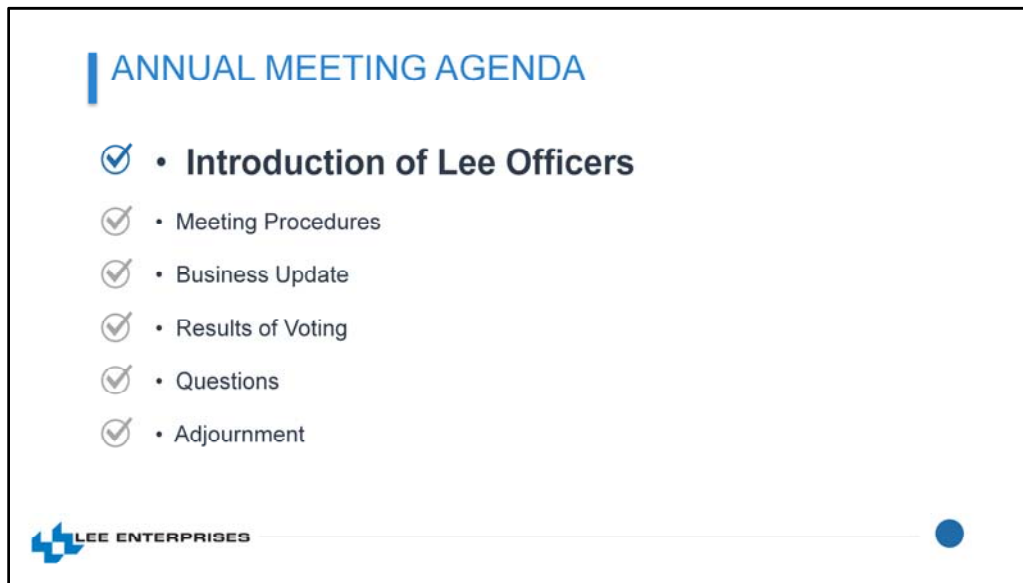 ANNUAL MEETING AGENDA
• Introduction of Lee Officers
• Meeting Procedures
• Business Update
• Results of Voting
• Questions
• Adjournment
LEE ENTERPRISES